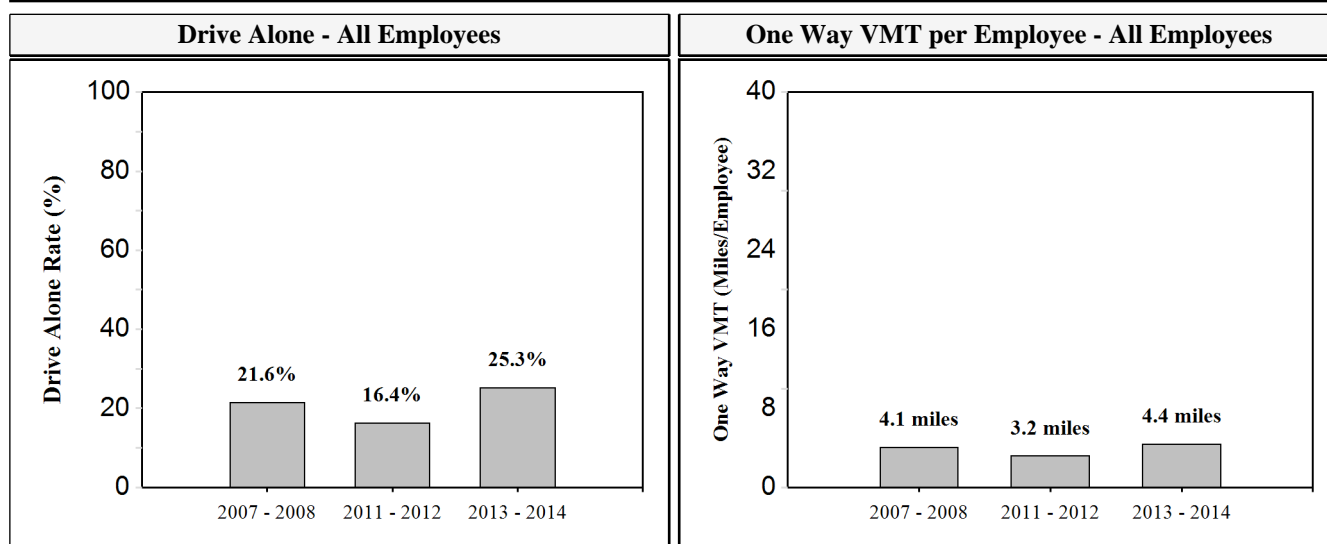 Drive Alone - All Employees
One Way VMT per Employee - All Employees
Drive Alone Rate (%)
100
80
60
40
20
0
21.6%
16.4%
25.3%
2007 - 2008
2011 - 2012
2013 - 2014
One Way VMT (Miles/Employee)
40
32
24
16
8
0
4.1 miles
3.2 miles
4.4 miles
2007 - 2008
2011 - 2012
2013 - 2014